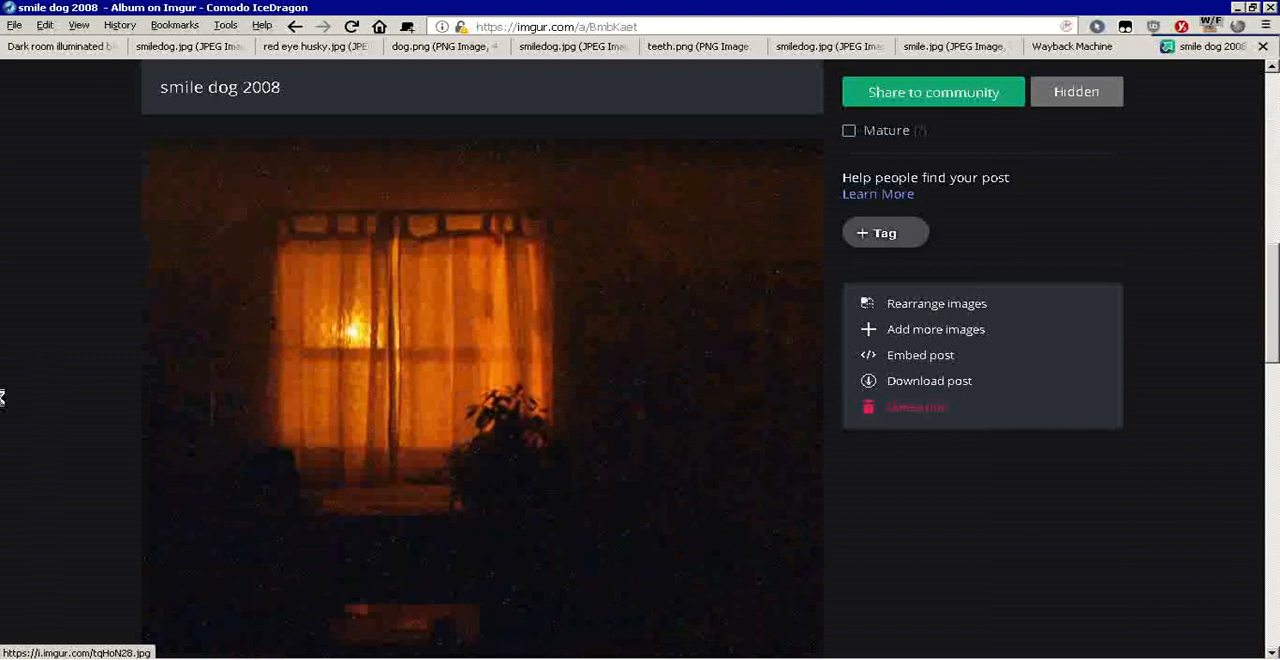 smile dog 2008 - Album on Imgur - Comodo IceDragon
File Edit View History Bookmarks Tools Help
https://imgur.com/a/BmbKaet
W/F
Dark room illuminated b
smiledog.jpg (JPEG Ima
red eye husky.jpg (JPE
dog.png (PNG Image, 4
smiledog.jpg (JPEG Im
teeth.png (PNG Image
smiledog.jpg (JPEG Ima
smile.jpg (JPEG Image,
Wayback Machine
smile dog 2008
smile dog 2008
Share to community
Hidden
Mature (?)
Help people find your post
Learn More
+ Tag
Rearrange images
Add more images
Embed post
Download post
https://i.imgur.com/tqHoN28.jpg